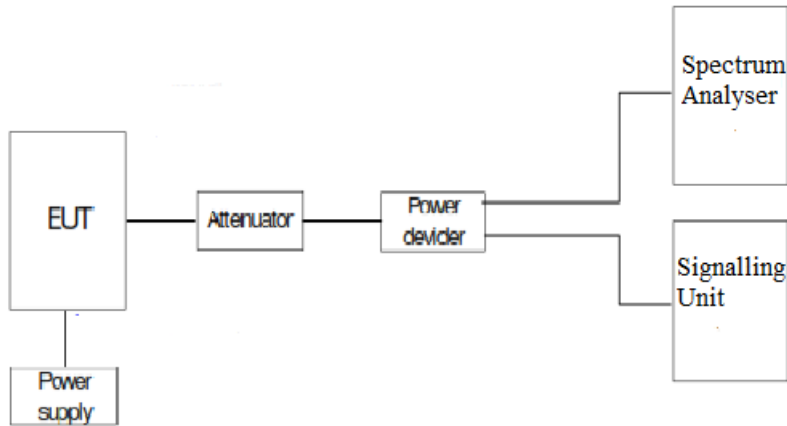 Spectrum
Analyser
EUT
Attenuator
Power
devider
Signalling
Unit
Power
supply